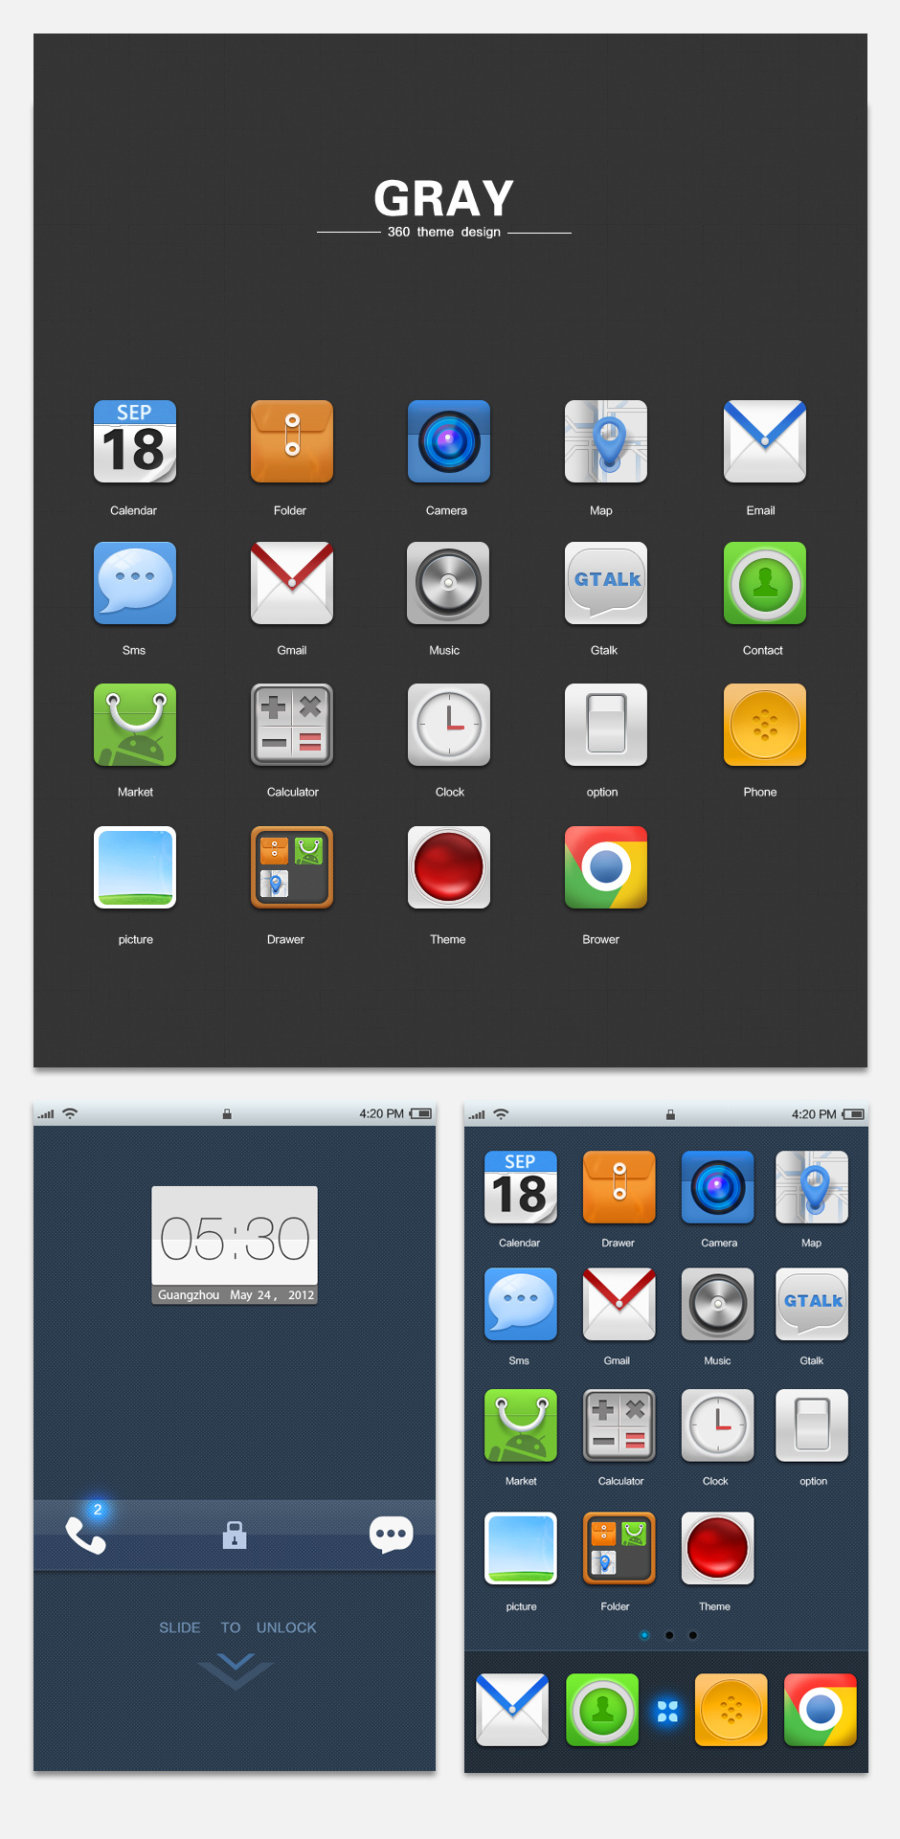 GRAY
360 theme design
SEP
18
Calendar Folder Camera Map Email
GTALk
Sms Gmail Music Gtalk Contact
Market Calculator Clock option Phone
picture Drawer Theme Brower
4:20 PM
05:30
Guangzhou May 24 , 2012
2
SLIDE TO UNLOCK
4:20 PM
SEP
18
Calendar Drawer Camera Map
GTALk
Sms Gmail Music Gtalk
Market Calculator Clock option
picture Folder Theme